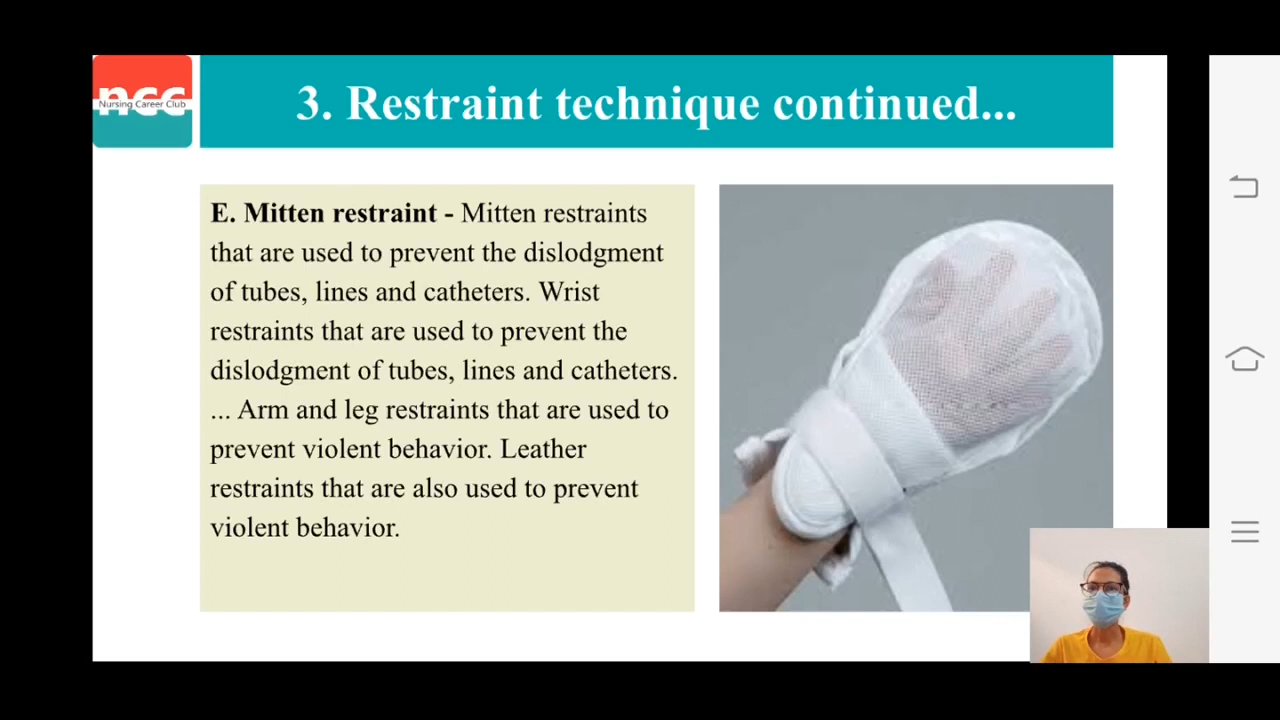 ncc
Nursing Career Club
3. Restraint technique continued...
E. Mitten restraint - Mitten restraints
that are used to prevent the dislodgment
of tubes, lines and catheters. Wrist
restraints that are used to prevent the
dislodgment of tubes, lines and catheters.
... Arm and leg restraints that are used to
prevent violent behavior. Leather
restraints that are also used to prevent
violent behavior.